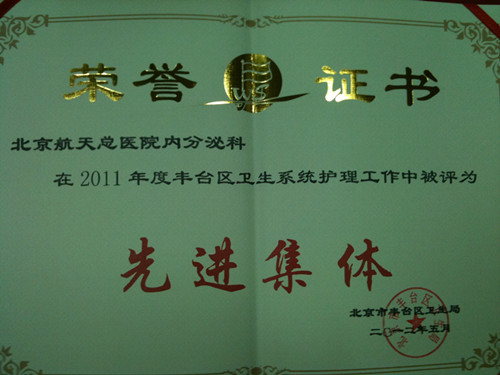 荣誉证书
北京航天总医院内分泌科
在2011年度丰台区卫生系统护理工作中被评为
先进集体
北京市丰台区卫生局
二〇一二年五月